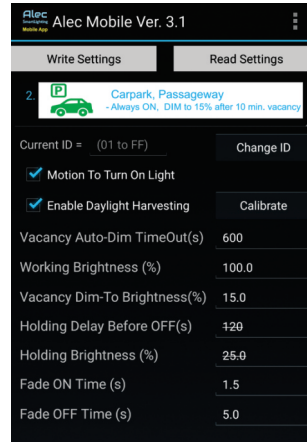 Alec
SmartLighting
Mobile App
Alec Mobile Ver. 3.1
Write Settings
Read Settings
2.
P
Carpark, Passageway
- Always ON, DIM to 15% after 10 min. vacancy
Current ID = (01 to FF)
Change ID
Motion To Turn On Light
Enable Daylight Harvesting
Calibrate
Vacancy Auto-Dim TimeOut(s) 600
Working Brightness (%) 100.0
Vacancy Dim-To Brightness(%) 15.0
Holding Delay Before OFF(s) 120
Holding Brightness (%) 25.0
Fade ON Time (s) 1.5
Fade OFF Time (s) 5.0